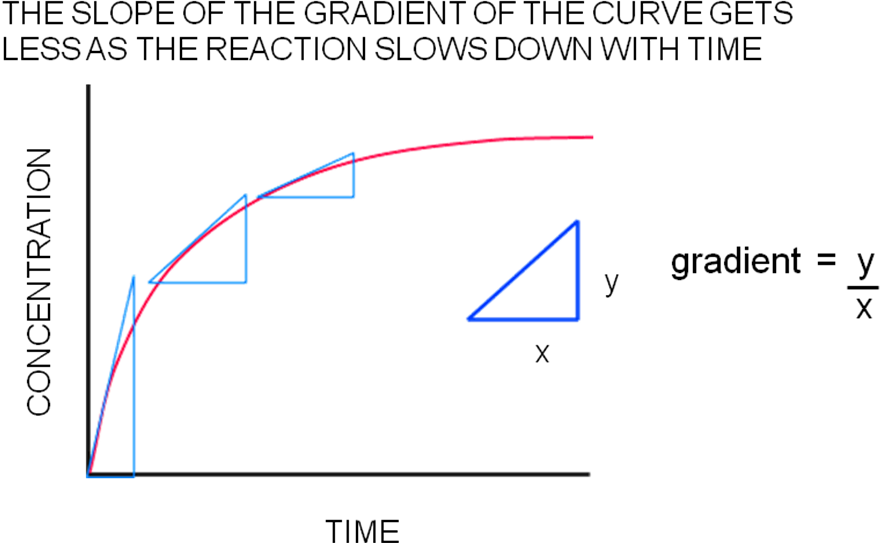 THE SLOPE OF THE GRADIENT OF THE CURVE GETS
LESS AS THE REACTION SLOWS DOWN WITH TIME
CONCENTRATION
gradient = y
x
y
x
TIME